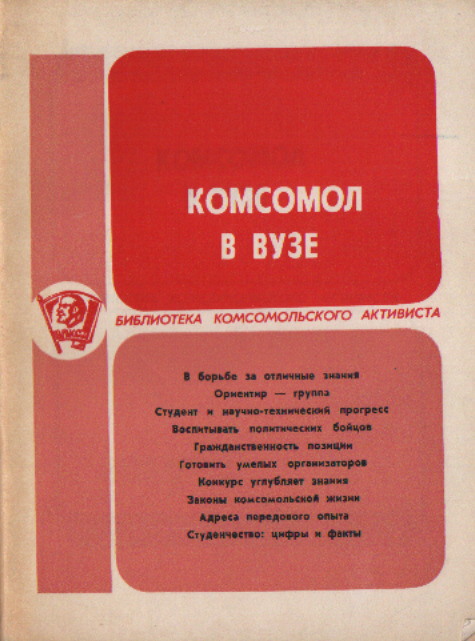 КОМСОМОЛ
В ВУЗЕ
БИБЛИОТЕКА КОМСОМОЛЬСКОГО АКТИВИСТА
В борьбе за отличные знания
Ориентир — группа
Студент и научно-технический прогресс
Воспитывать политических бойцов
Гражданственность позиции
Готовить умелых организаторов
Конкурс углубляет знания
Законы комсомольской жизни
Адреса передового опыта
Студенчество: цифры и факты